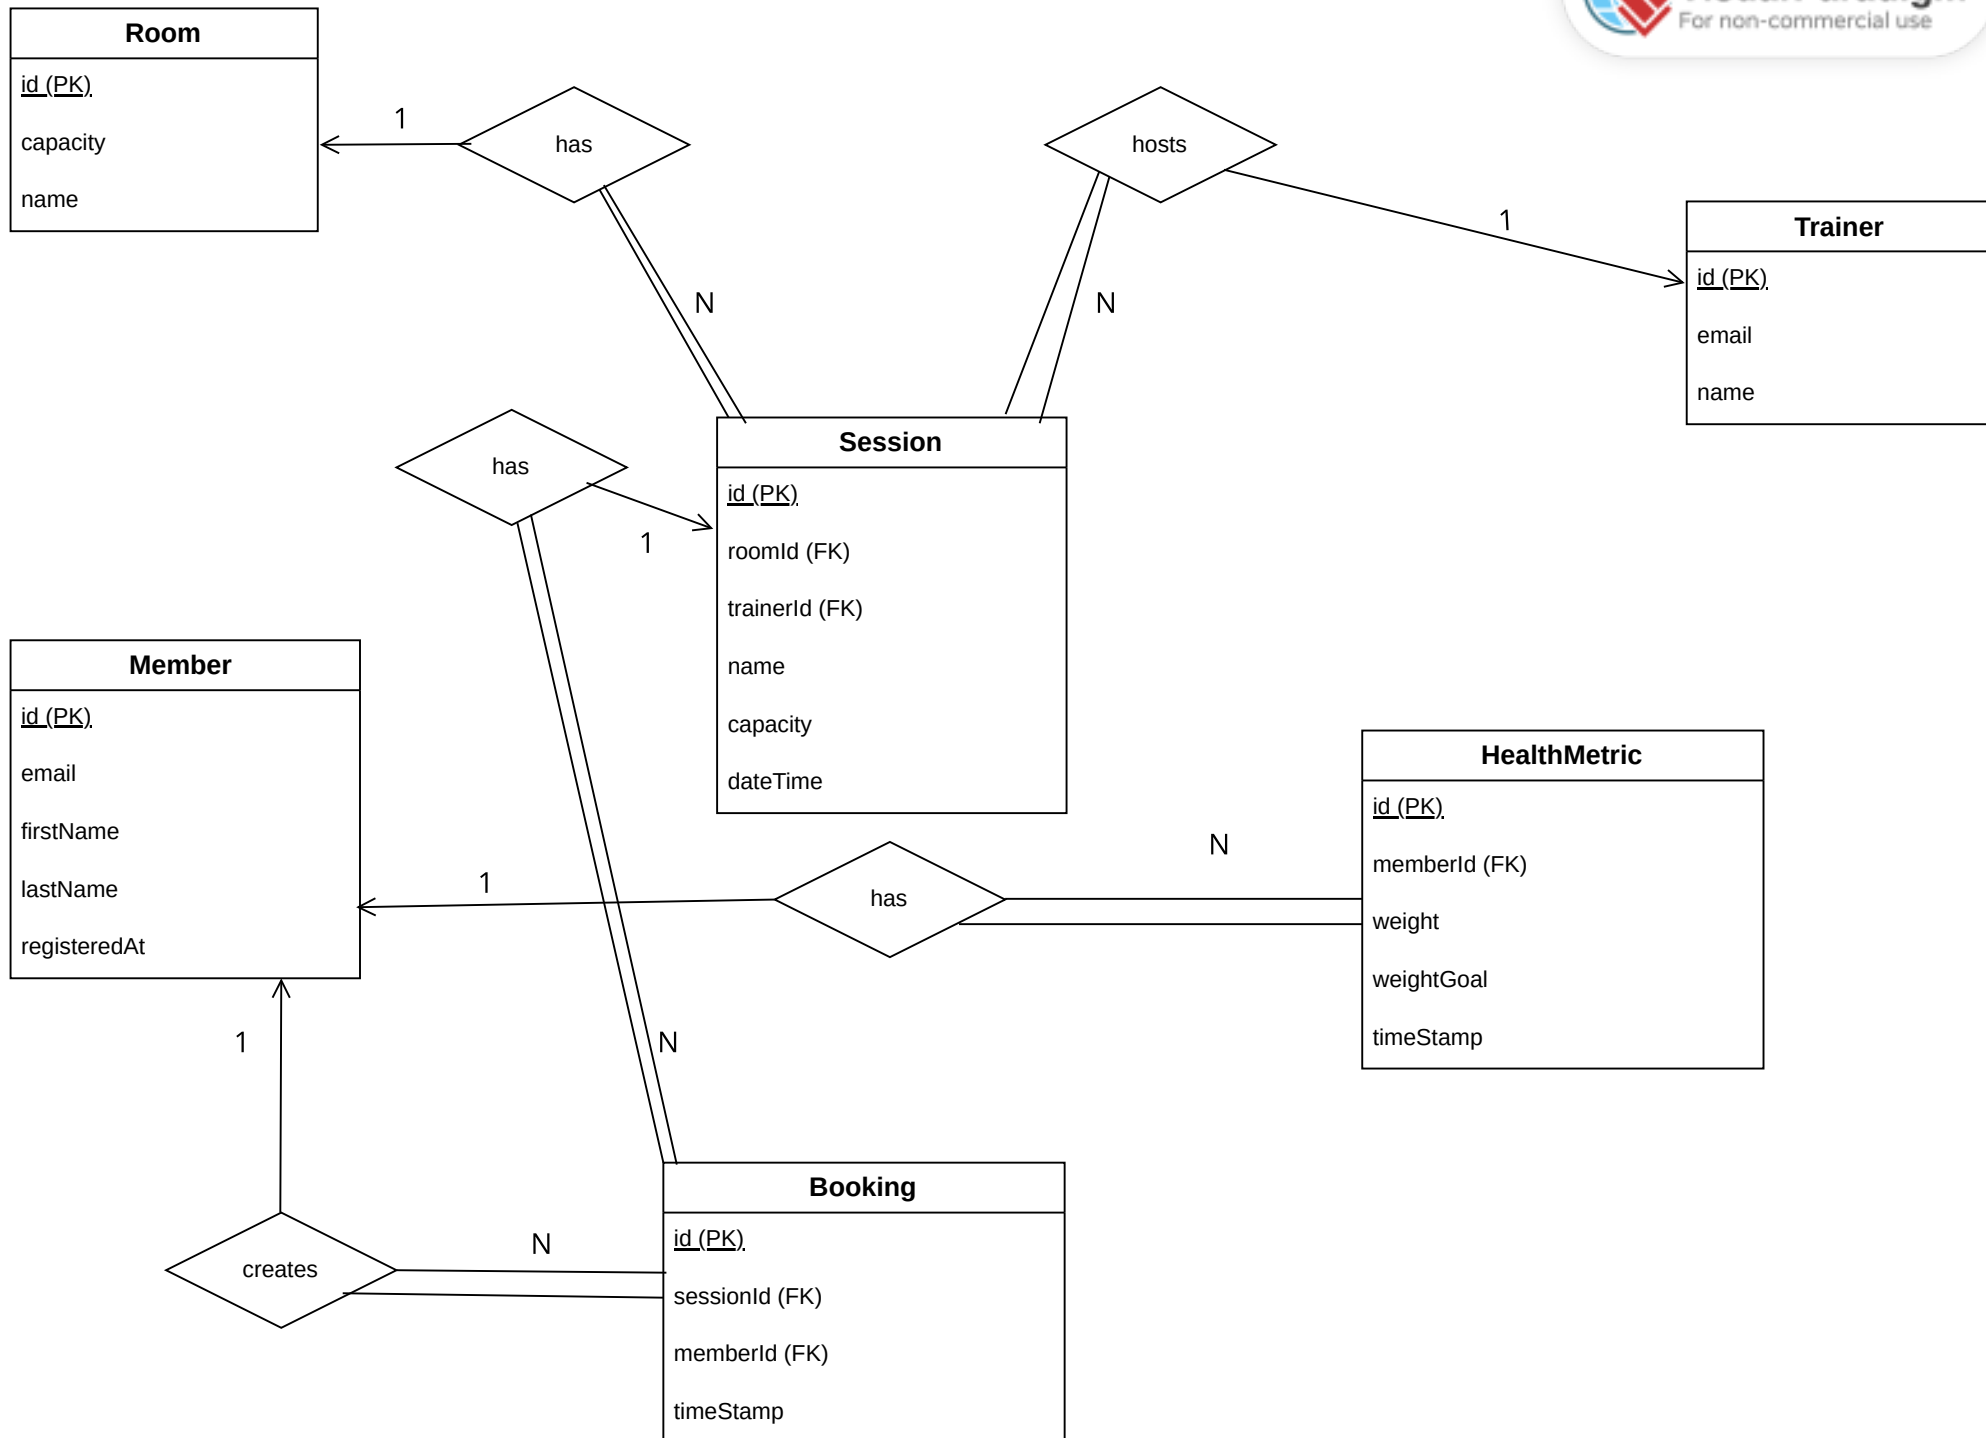 For non-commercial use
Room
id (PK)
capacity
name
1
has
N
hosts
1
N
Trainer
id (PK)
email
name
has
1
N
Session
id (PK)
roomId (FK)
trainerId (FK)
name
capacity
dateTime
Member
id (PK)
email
firstName
lastName
registeredAt
1
has
N
HealthMetric
id (PK)
memberId (FK)
weight
weightGoal
timeStamp
1
creates
N
Booking
id (PK)
sessionId (FK)
memberId (FK)
timeStamp